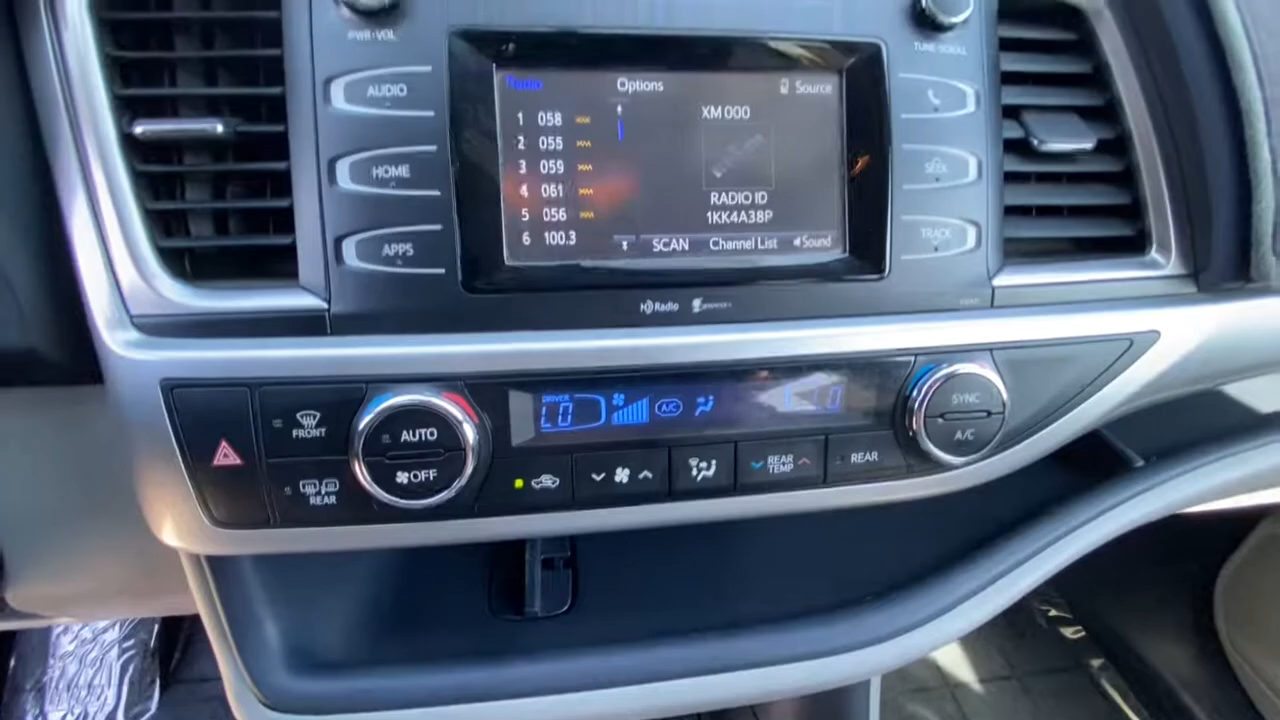 PWR·VOL
TUNE·SCROLL
AUDIO
HOME
APPS
Options
Source
1 058
2 055
3 059
4 061
5 056
6 100.3
XM 000
RADIO ID
1KK4A38P
SCAN Channel List Sound
SEEK
TRACK
HD Radio
FRONT
REAR
AUTO
OFF
DRIVER
LO
A/C
REAR
TEMP
REAR
SYNC
A/C